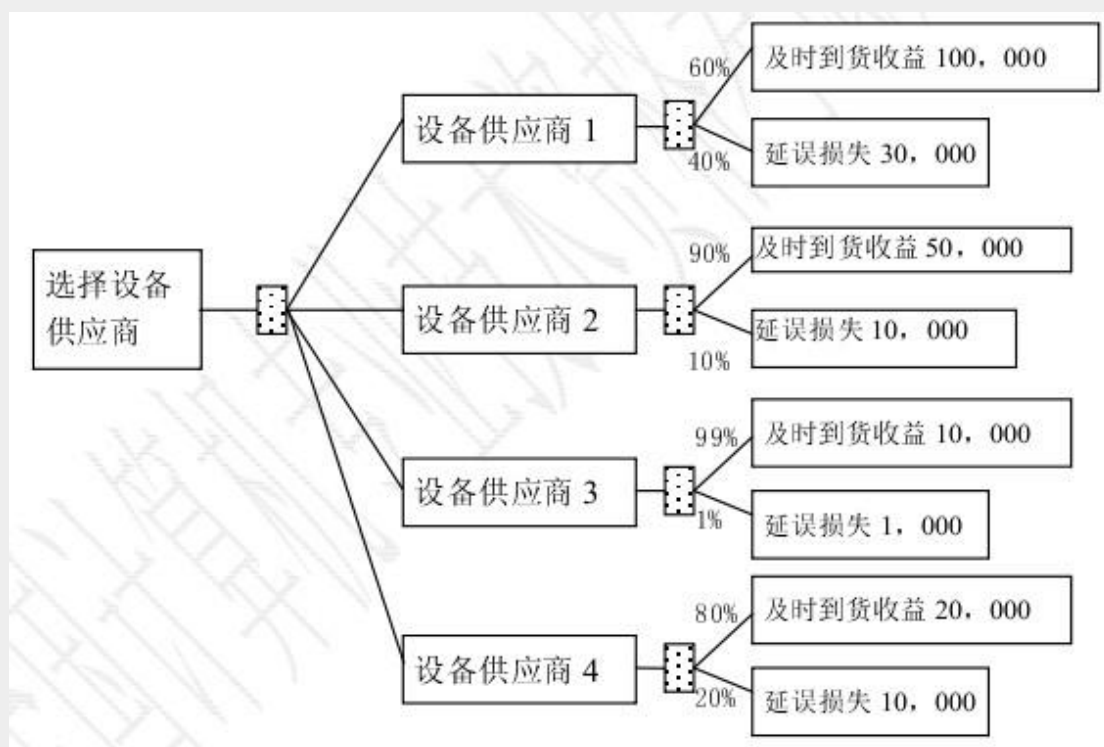 60%
及时到货收益 100，000
设备供应商 1
40%
延误损失 30，000
选择设备
供应商
90%
及时到货收益 50，000
设备供应商 2
延误损失 10，000
10%
99%
及时到货收益 10，000
设备供应商 3
1%
延误损失 1，000
80%
及时到货收益 20，000
设备供应商 4
20%
延误损失 10，000